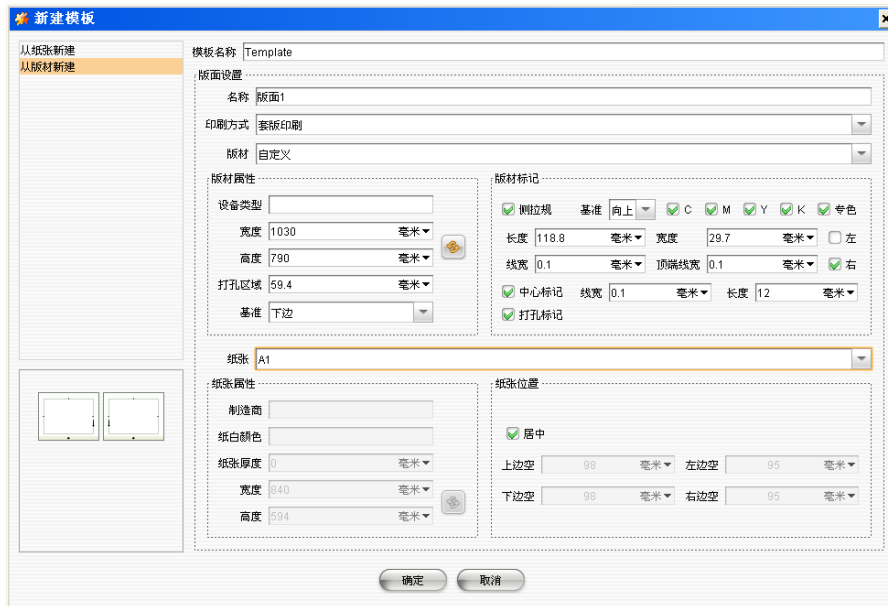 新建模板
从纸张新建
从版材新建
模板名称 Template
版面设置
名称 版面1
印刷方式 套版印刷
版材 自定义
版材属性
设备类型
宽度 1030 毫米
高度 790 毫米
打孔区域 59.4 毫米
基准 下边
版材标记
侧拉规 基准 向上 C M Y K 专色
长度 118.8 毫米 宽度 29.7 毫米 左
线宽 0.1 毫米 顶端线宽 0.1 毫米 右
中心标记 线宽 0.1 毫米 长度 12 毫米
打孔标记
纸张 A1
纸张属性
制造商
纸白颜色
纸张厚度 0 毫米
宽度 840 毫米
高度 594 毫米
纸张位置
居中
上边空 98 毫米 左边空 95 毫米
下边空 98 毫米 右边空 95 毫米
确定 取消